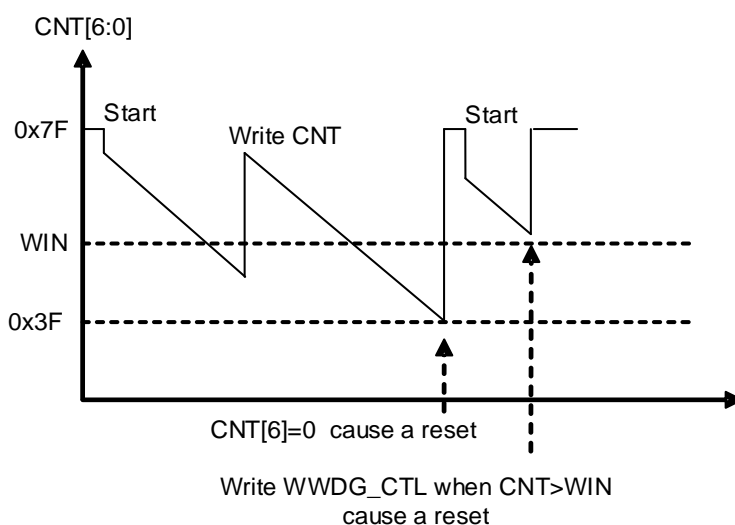 CNT[6:0]
Start
Start
0x7F
Write CNT
WIN
0x3F
CNT[6]=0 cause a reset
Write WWDG_CTL when CNT>WIN
cause a reset